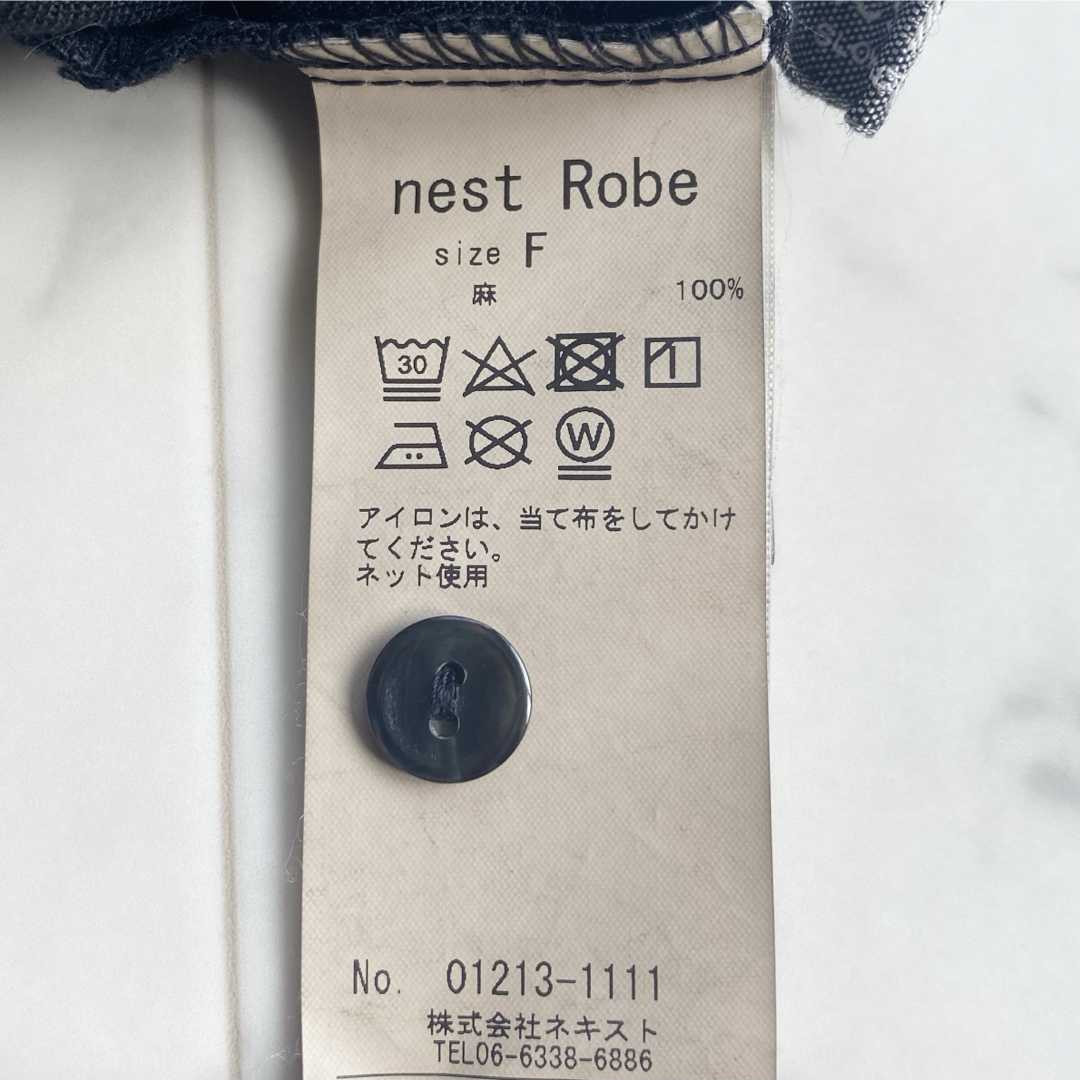 nest Robe
size F
麻 100%
30
W
アイロンは、当て布をしてかけ
てください。
ネット使用
No. 01213-1111
株式会社ネキスト
TEL06-6338-6886